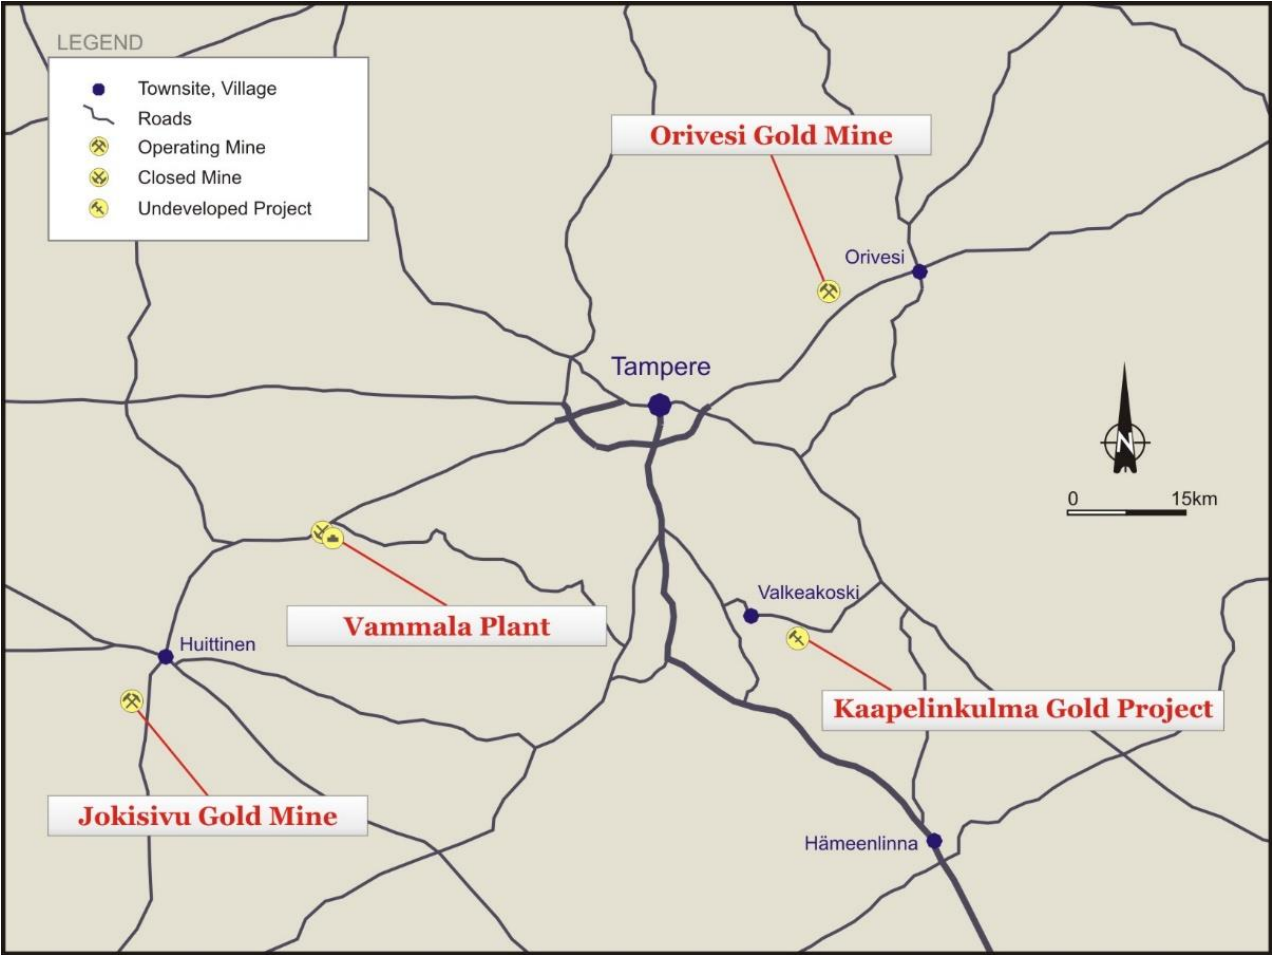 LEGEND
Townsite, Village
Roads
Operating Mine
Closed Mine
Undeveloped Project
Orivesi Gold Mine
Orivesi
Tampere
N
0 15km
Valkeakoski
Vammala Plant
Huittinen
Kaapelinkulma Gold Project
Jokisivu Gold Mine
Hämeenlinna